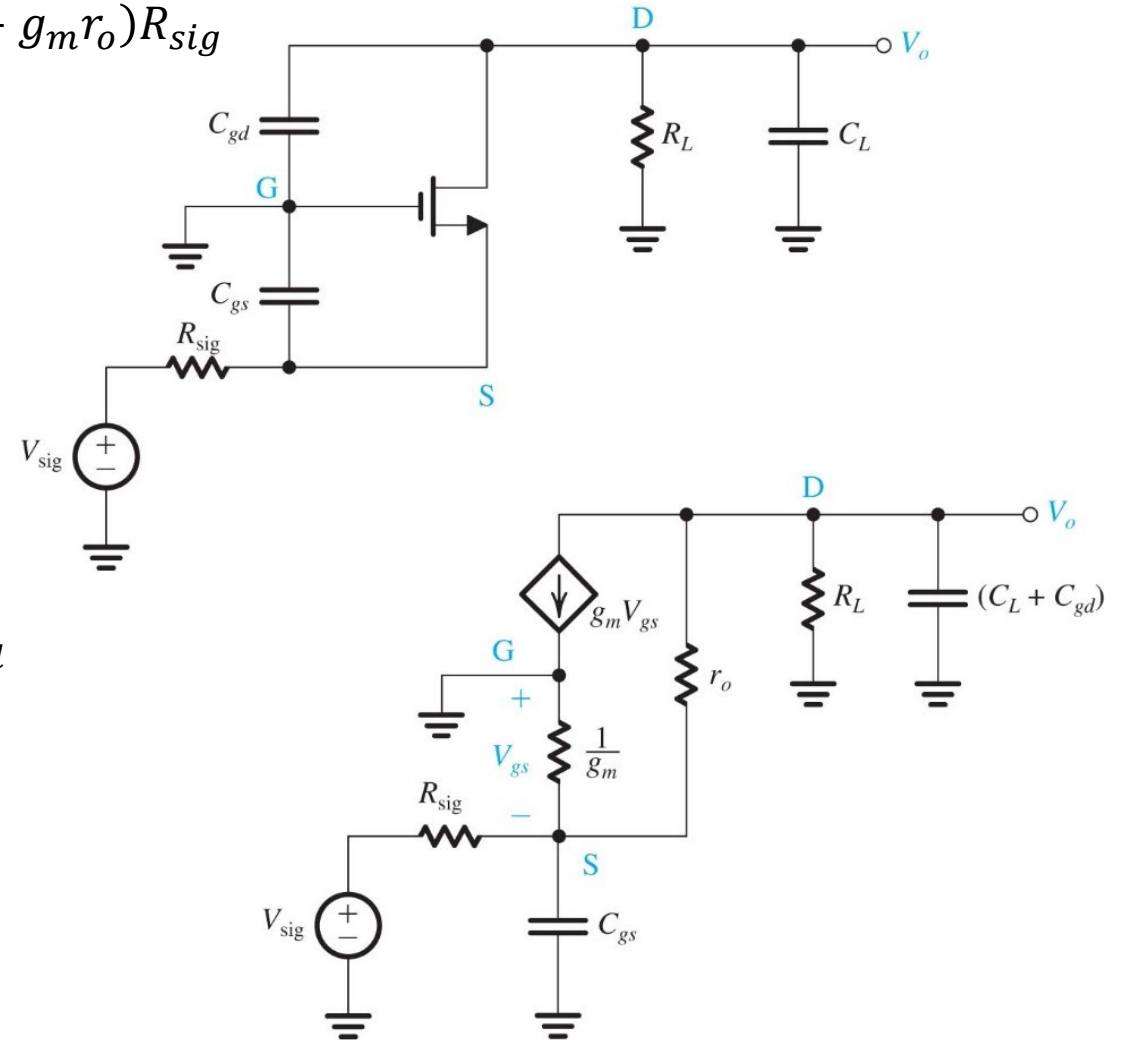 g_m r_o)R_sig
D
V_o
C_gd
R_L
C_L
G
C_gs
R_sig
S
V_sig
+
−
D
V_o
g_m V_gs
R_L
(C_L + C_gd)
G
r_o
+
V_gs
1/g_m
R_sig
−
S
V_sig
+
−
C_gs